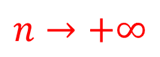 n → +∞